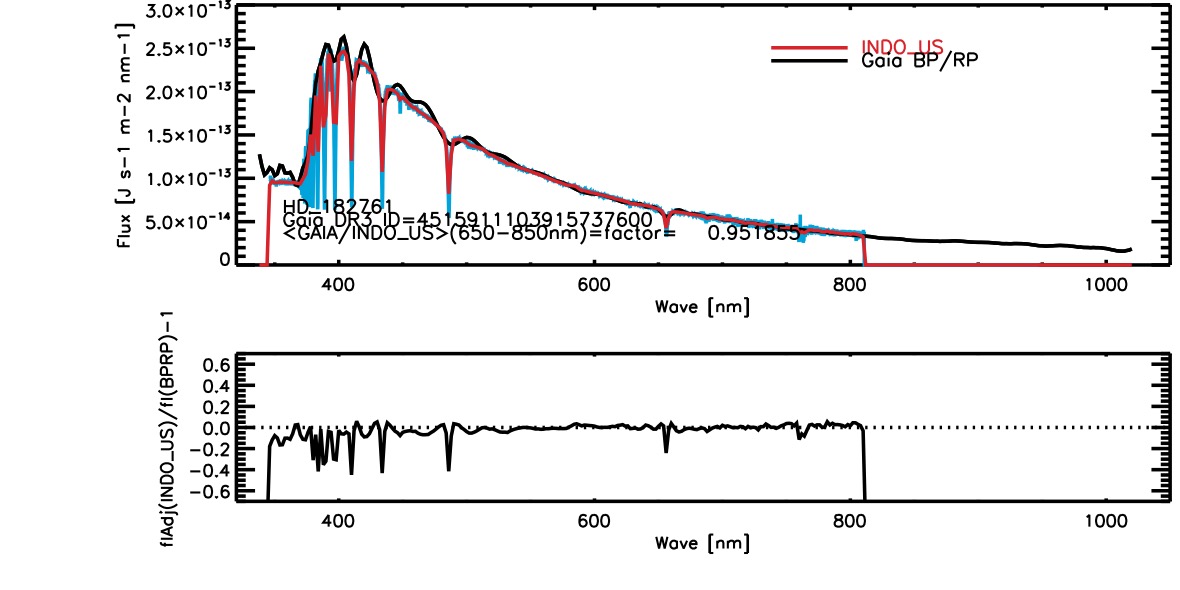 3.0×10⁻¹³
2.5×10⁻¹³
2.0×10⁻¹³
1.5×10⁻¹³
1.0×10⁻¹³
5.0×10⁻¹⁴
0
Flux [J s−1 m−2 nm−1]
INDO_US
Gaia BP/RP
HD_182761
Gaia DR3 ID=4515911103915737600
<GAIA/INDO_US>(650−850nm)=factor= 0.951855
400 600 800 1000
Wave [nm]
0.6
0.4
0.2
0.0
−0.2
−0.4
−0.6
flAdj(INDO_US)/fl(BPRP)−1
400 600 800 1000
Wave [nm]